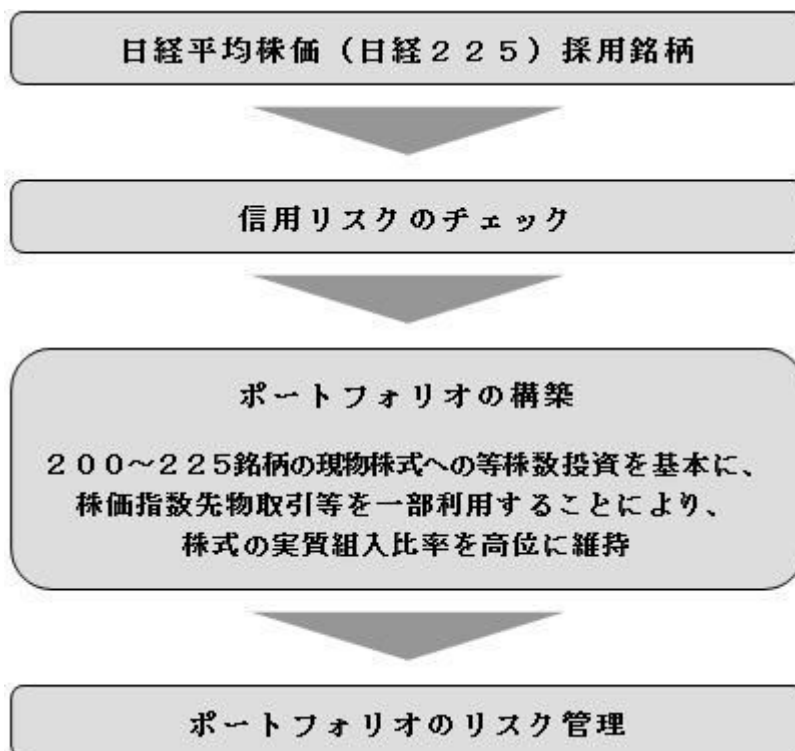 日経平均株価（日経２２５）採用銘柄
信用リスクのチェック
ポートフォリオの構築
２００～２２５銘柄の現物株式への等株数投資を基本に、
株価指数先物取引等を一部利用することにより、
株式の実質組入比率を高位に維持
ポートフォリオのリスク管理